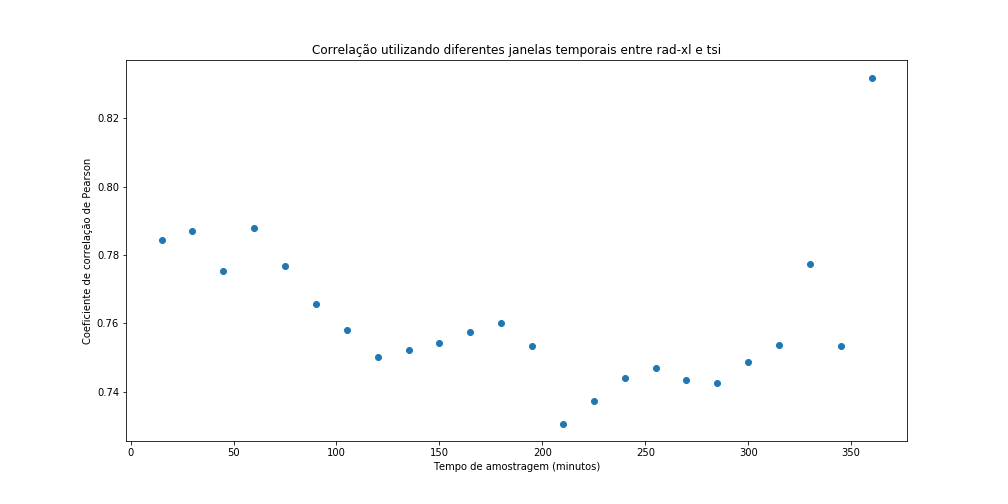 Correlação utilizando diferentes janelas temporais entre rad-xl e tsi
Coeficiente de correlação de Pearson
0.82
0.80
0.78
0.76
0.74
0 50 100 150 200 250 300 350
Tempo de amostragem (minutos)